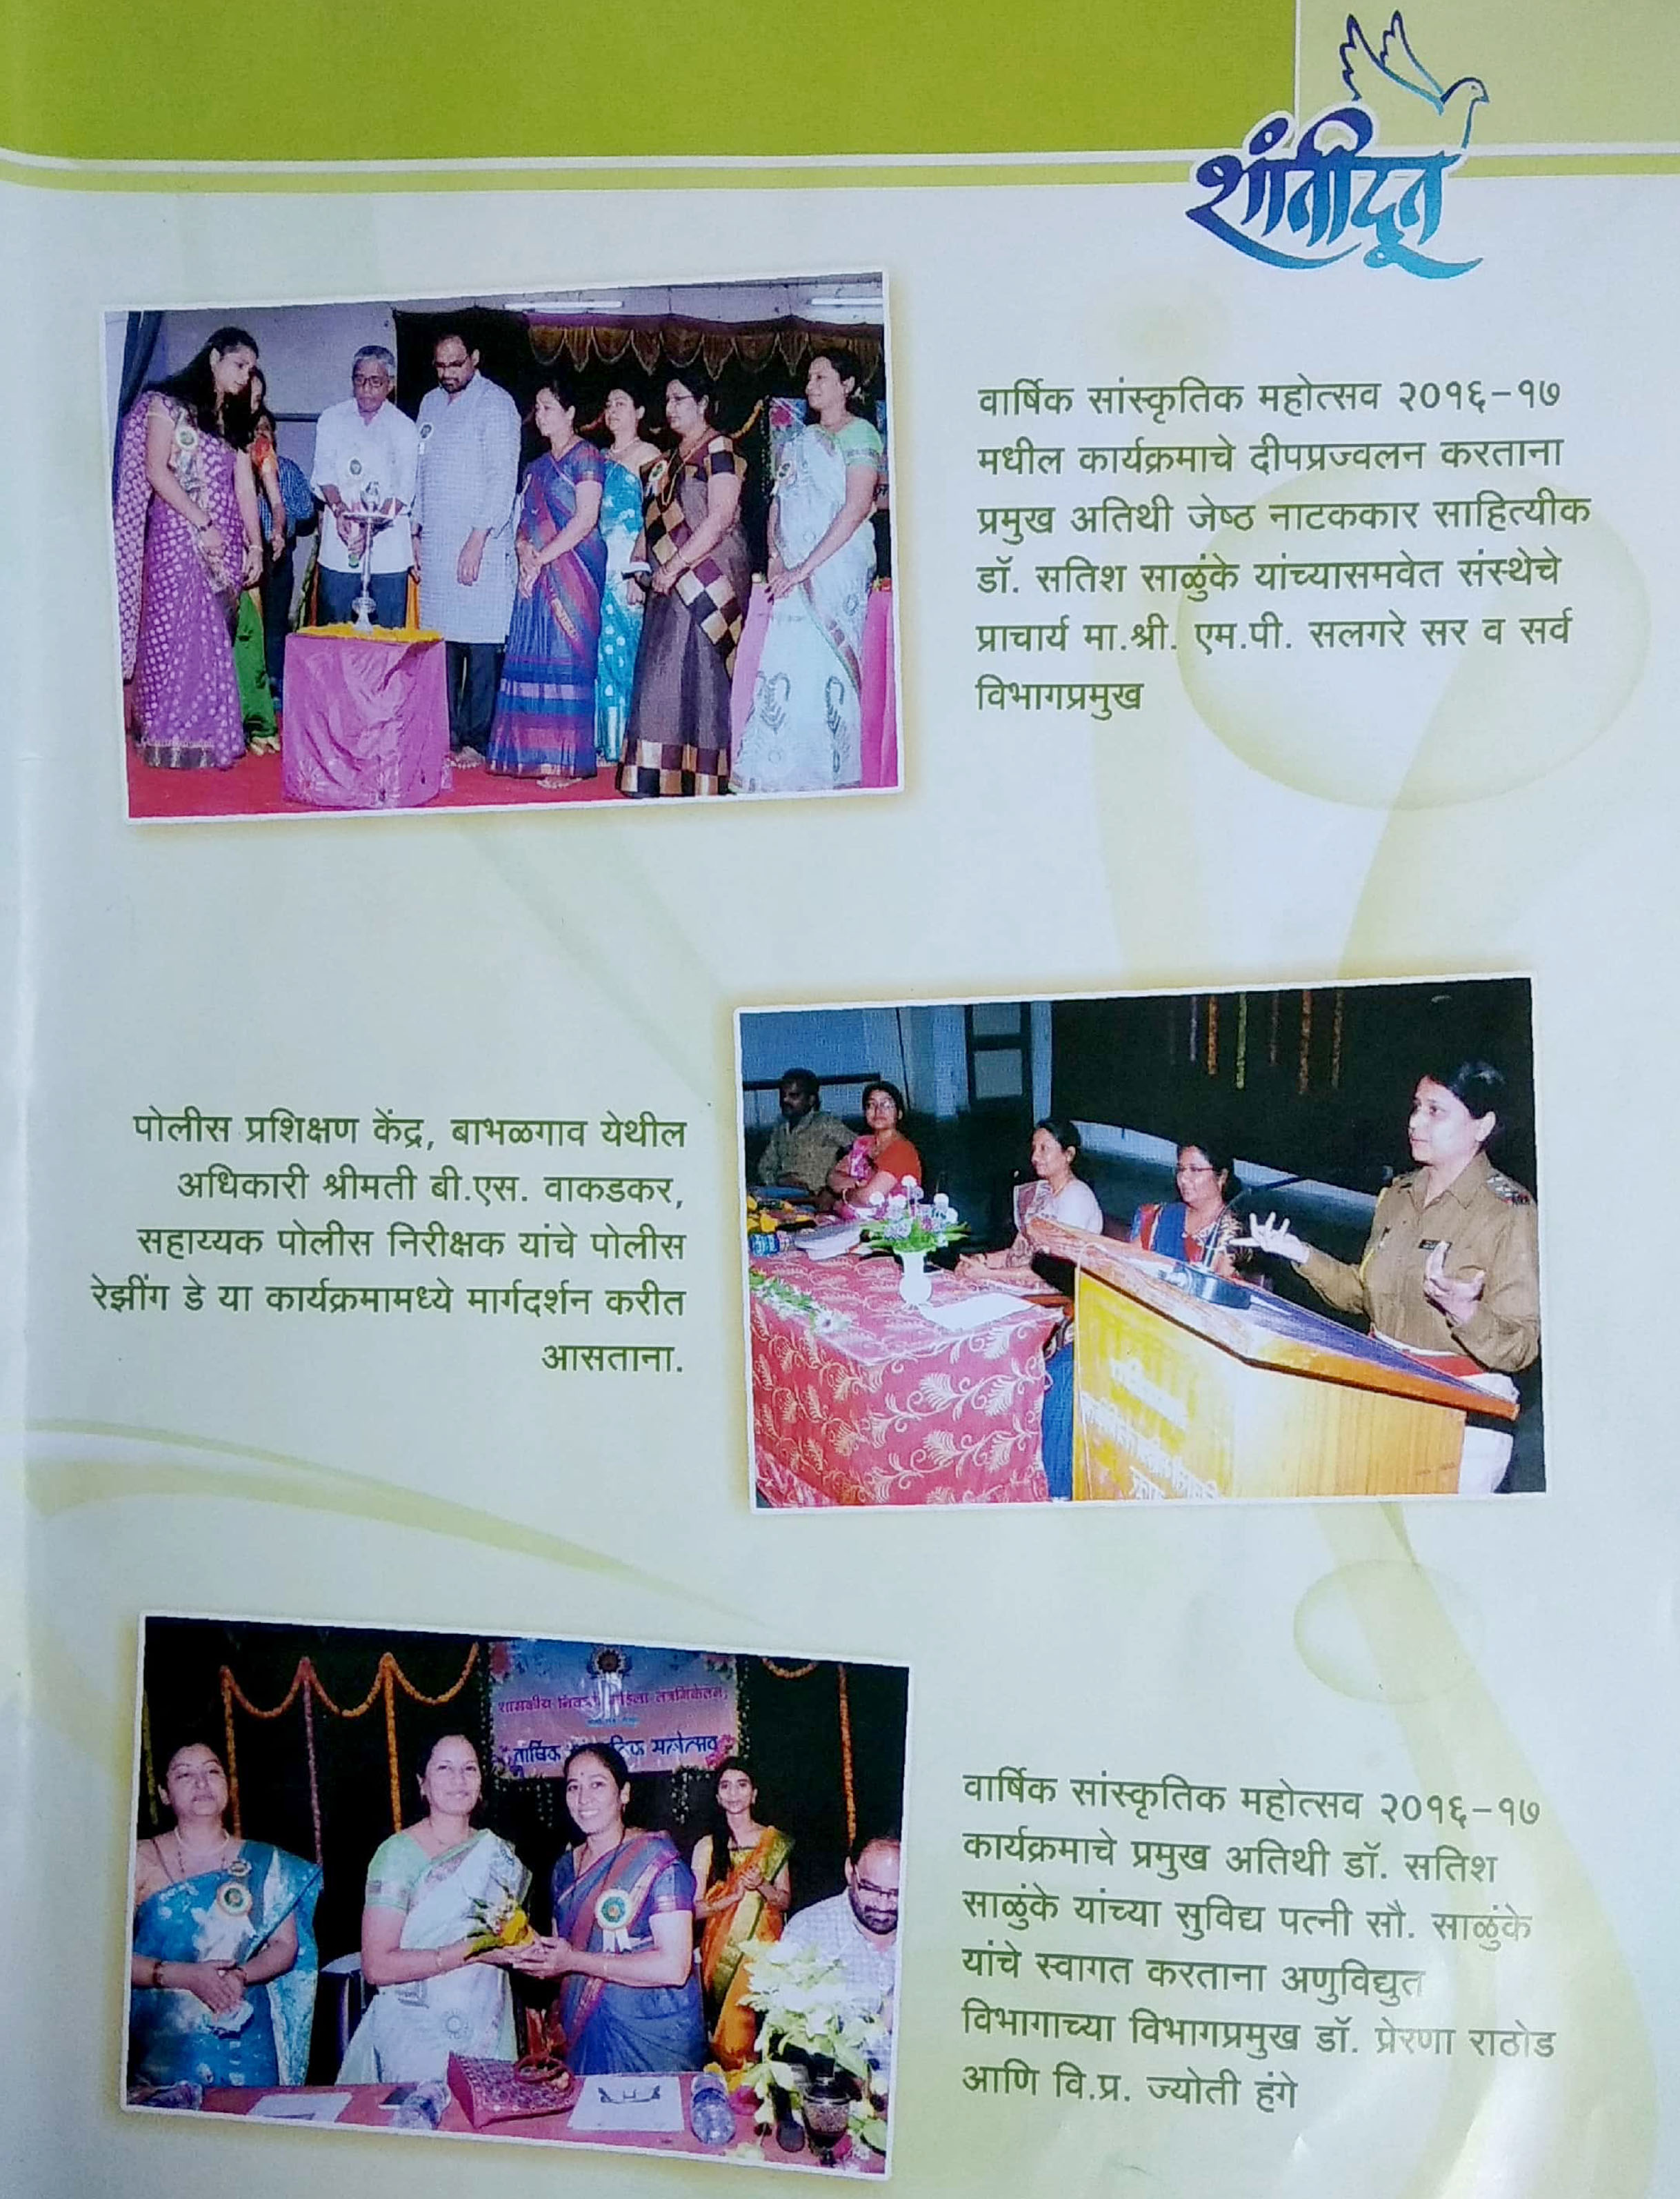 शांतीदूत
वार्षिक सांस्कृतिक महोत्सव २०१६-१७
मधील कार्यक्रमाचे दीपप्रज्वलन करताना
प्रमुख अतिथी जेष्ठ नाटककार साहित्यीक
डॉ. सतिश साळुंके यांच्यासमवेत संस्थेचे
प्राचार्य मा.श्री. एम.पी. सलगरे सर व सर्व
विभागप्रमुख
पोलीस प्रशिक्षण केंद्र, बाभळगाव येथील
अधिकारी श्रीमती बी.एस. वाकडकर,
सहाय्यक पोलीस निरीक्षक यांचे पोलीस
रेझींग डे या कार्यक्रमामध्ये मार्गदर्शन करीत
आसताना.
शासकीय निवासी महिला तंत्रनिकेतन
वार्षिक महोत्सव
वार्षिक सांस्कृतिक महोत्सव २०१६-१७
कार्यक्रमाचे प्रमुख अतिथी डॉ. सतिश
साळुंके यांच्या सुविद्य पत्नी सौ. साळुंके
यांचे स्वागत करताना अणुविद्युत
विभागाच्या विभागप्रमुख डॉ. प्रेरणा राठोड
आणि वि.प्र. ज्योती हंगे